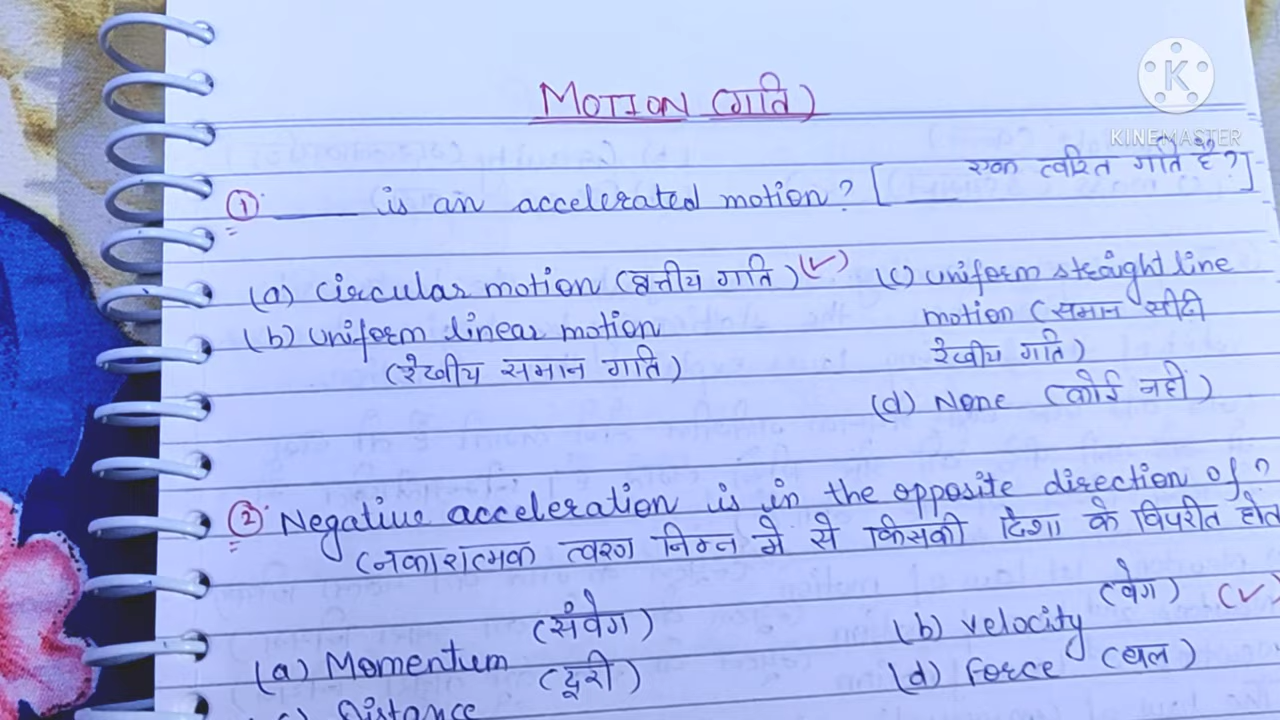 MOTION (गति)
K
KINEMASTER
① ____ is an accelerated motion? [ ____ एक त्वरित गति है?]
(a) Circular motion (वृत्तीय गति) (✓)
(b) Uniform linear motion
(रेखीय समान गति)
(c) Uniform straight line
motion (समान सीदी
रेखीय गति)
(d) None (कोई नहीं)
② Negative acceleration is in the opposite direction of?
(नकारात्मक त्वरण निम्न मे से किसकी दिशा के विपरीत होता
(a) Momentum (संवेग)
(b) velocity (वेग) (✓)
(c) Distance (दूरी)
(d) Force (बल)